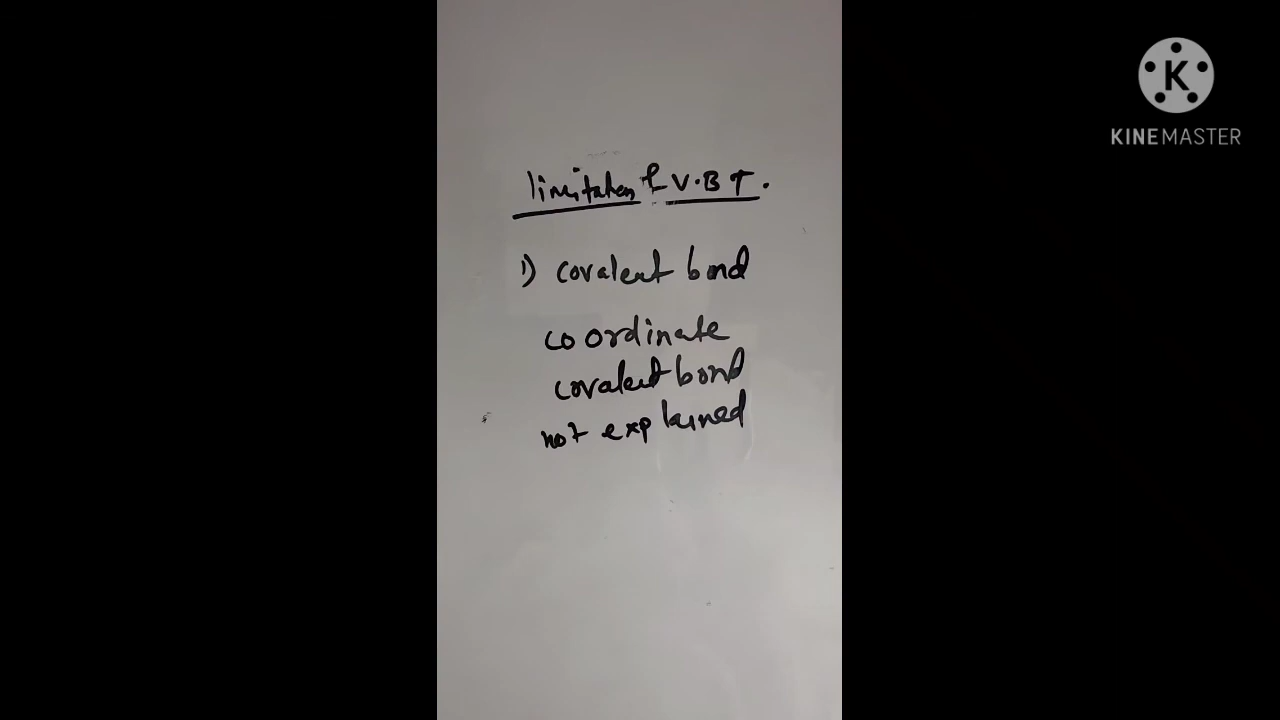 limitation of V.B T.
1) covalent bond
coordinate
covalent bond
not explained
K
KINEMASTER